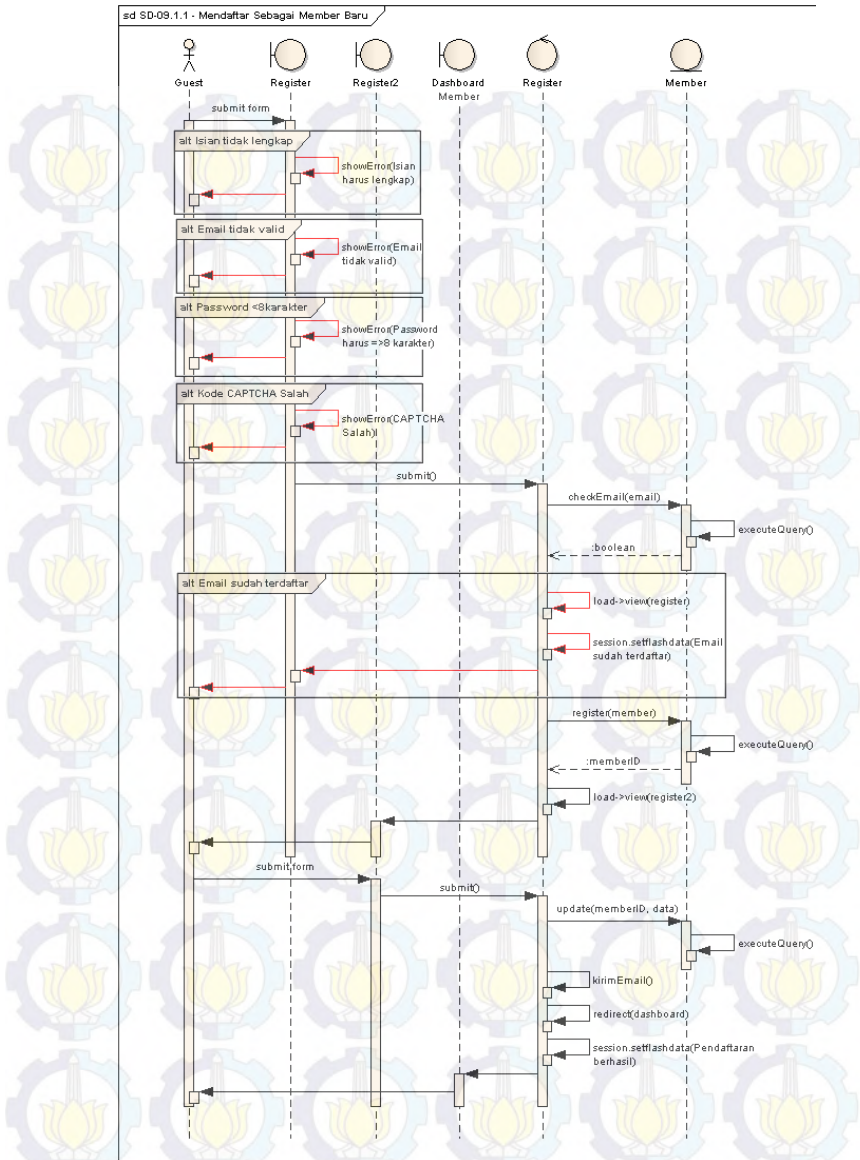 sd SD-09.1.1 - Mendaftar Sebagai Member Baru
Guest
Register
Register2
Dashboard
Member
Register
Member
submit form
alt Isian tidak lengkap
showError(Isian
harus lengkap)
alt Email tidak valid
showError(Email
tidak valid)
alt Password <8karakter
showError(Password
harus =>8 karakter)
alt Kode CAPTCHA Salah
showError(CAPTCHA
Salah)l
submit()
checkEmail(email)
executeQuery()
:boolean
alt Email sudah terdaftar
load->view(register)
session.setflashdata(Email
sudah terdaftar)
register(member)
executeQuery()
:memberID
load->view(register2)
submit form
submit()
update(memberID, data)
executeQuery()
kirimEmail()
redirect(dashboard)
session.setflashdata(Pendaftaran
berhasil)